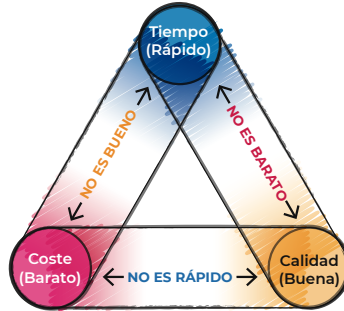 Tiempo
(Rápido)
NO ES BUENO
NO ES BARATO
Coste
(Barato)
NO ES RÁPIDO
Calidad
(Buena)